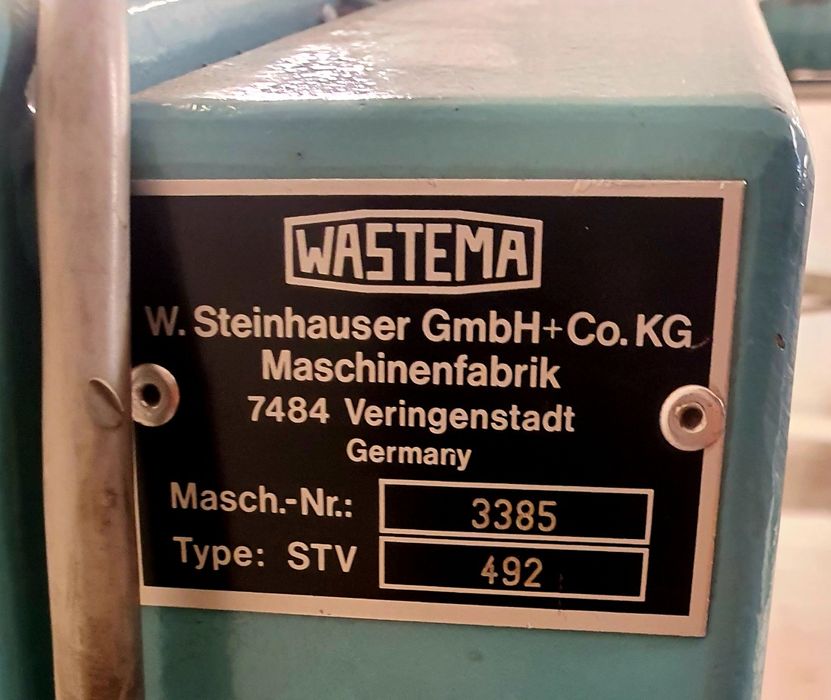 WASTEMA
W. Steinhauser GmbH+Co. KG
Maschinenfabrik
7484 Veringenstadt
Germany
Masch.-Nr.: 3385
Type: STV 492